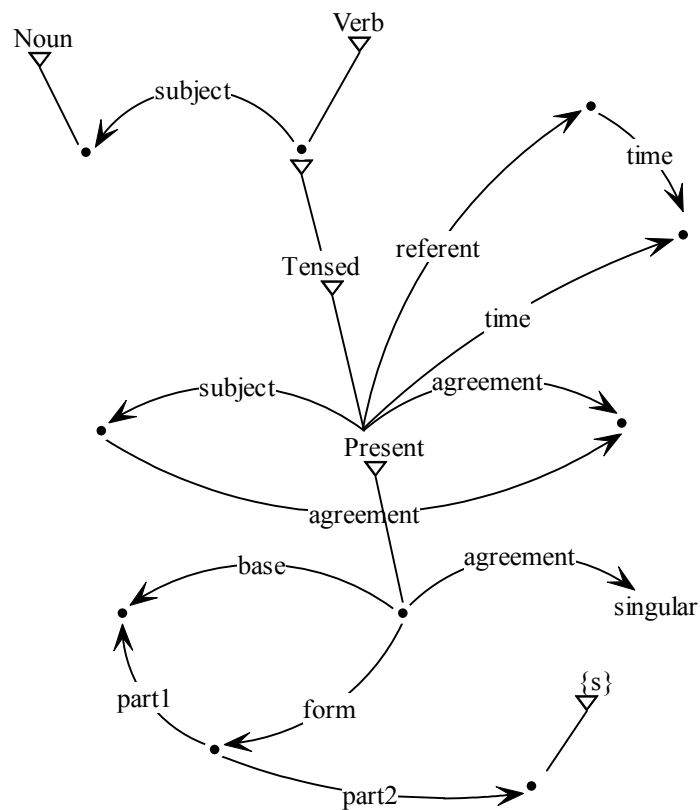 Noun
Verb
subject
time
referent
Tensed
time
subject
agreement
Present
agreement
base
agreement
singular
part1
form
{s}
part2